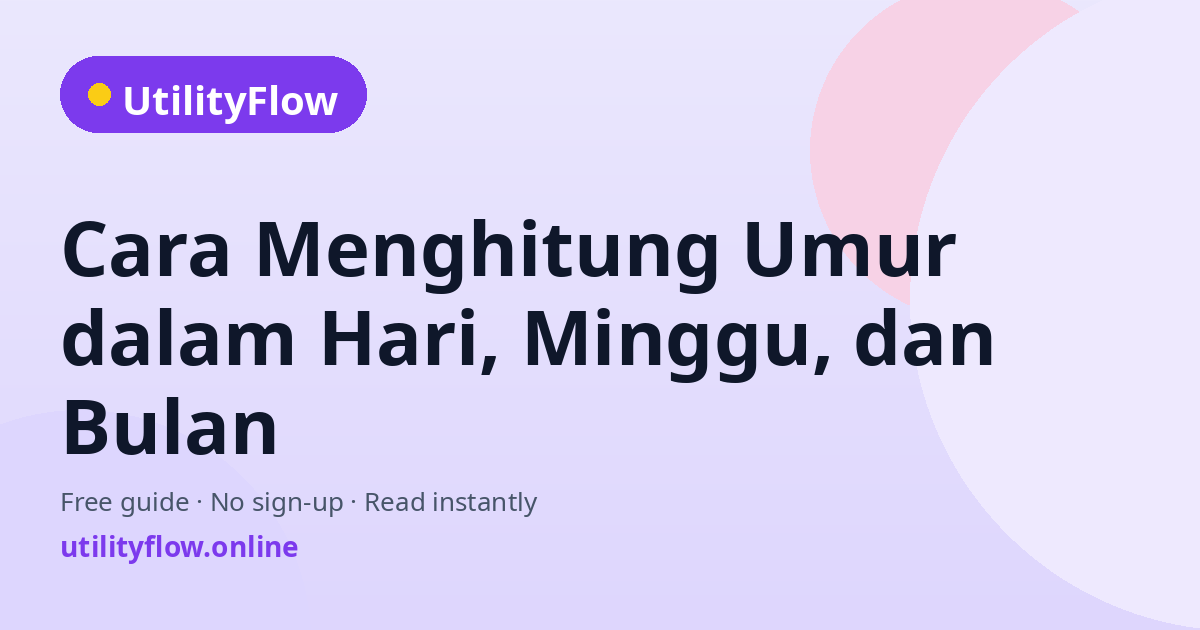 UtilityFlow
Cara Menghitung Umur
dalam Hari, Minggu, dan
Bulan
Free guide · No sign-up · Read instantly
utilityflow.online